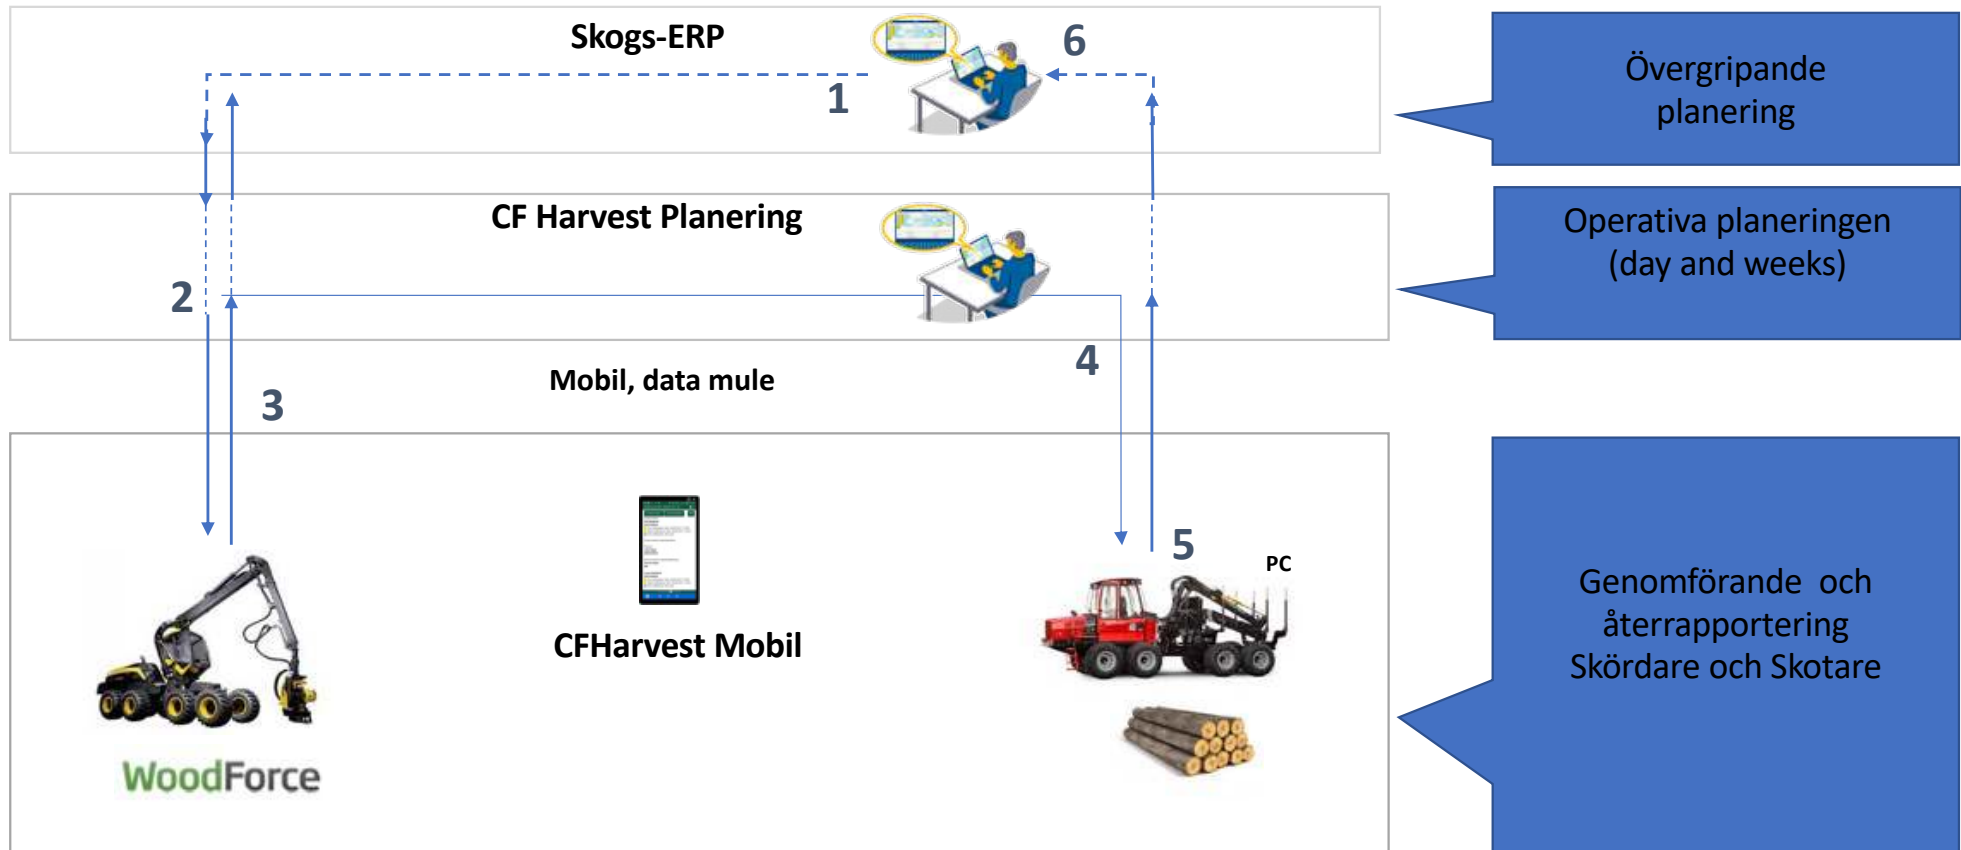 Skogs-ERP
6
1
Övergripande
planering
CF Harvest Planering
2
Operativa planeringen
(day and weeks)
Mobil, data mule
4
3
5
PC
CFHarvest Mobil
WoodForce
Genomförande och
återrapportering
Skördare och Skotare